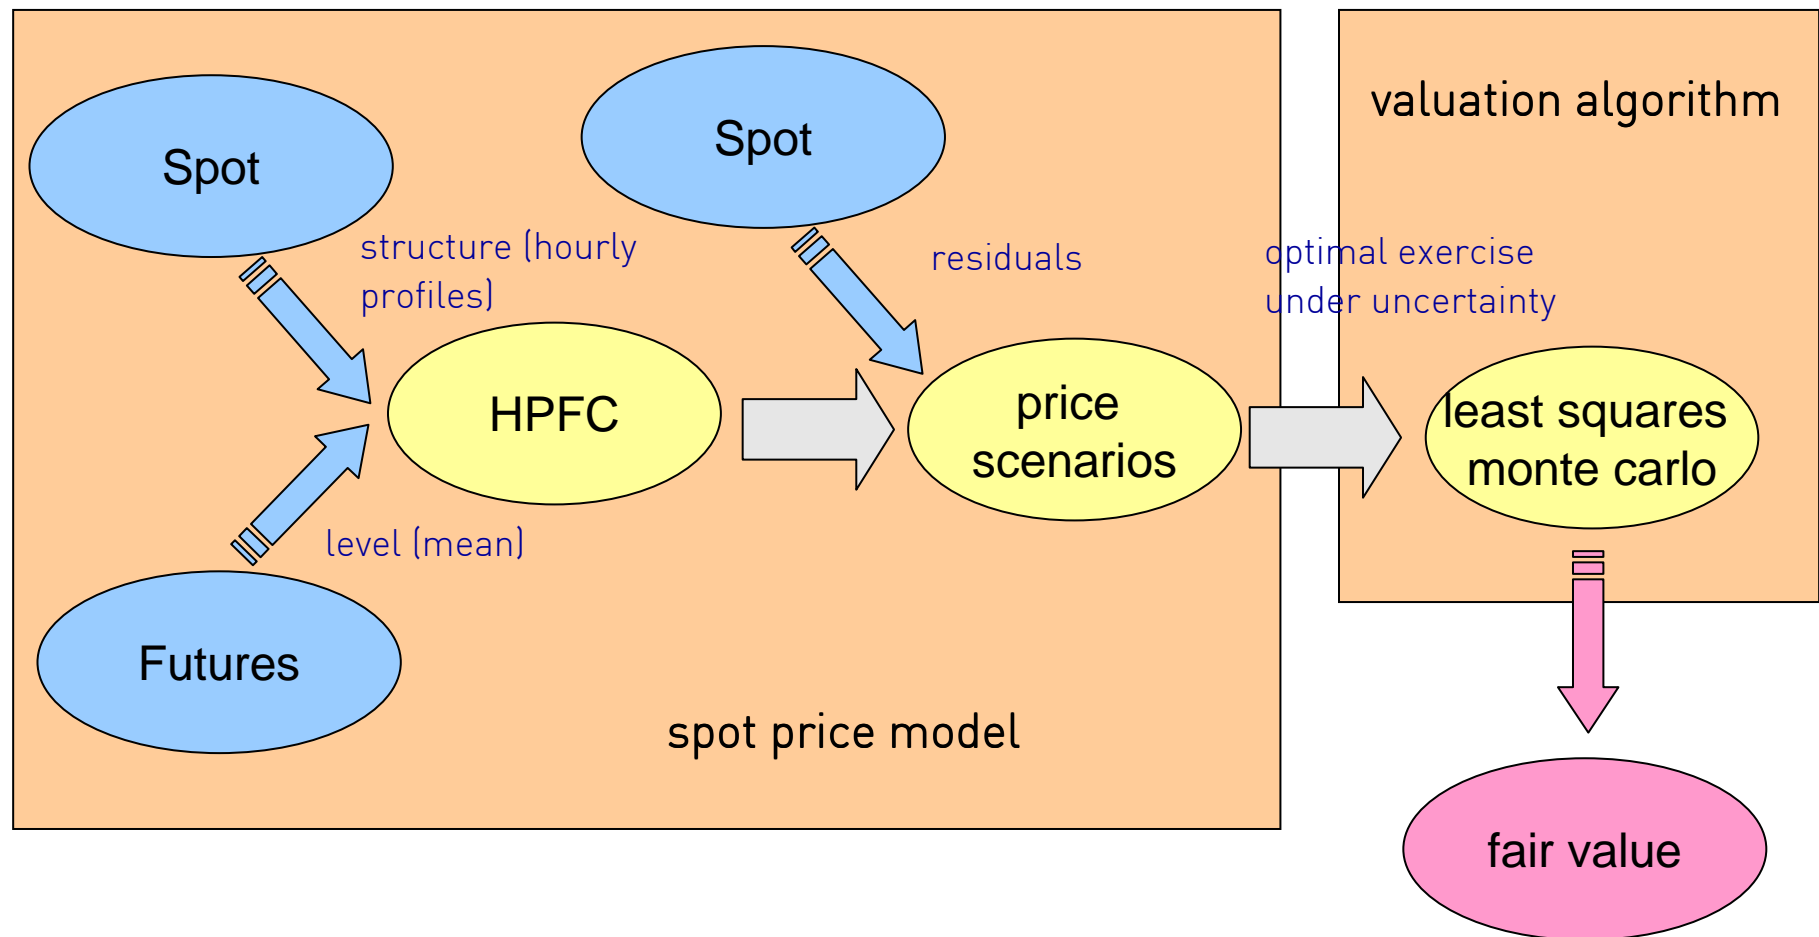 Spot
Spot
valuation algorithm
structure (hourly
profiles)
residuals
optimal exercise
under uncertainty
HPFC
price
scenarios
least squares
monte carlo
level (mean)
Futures
spot price model
fair value